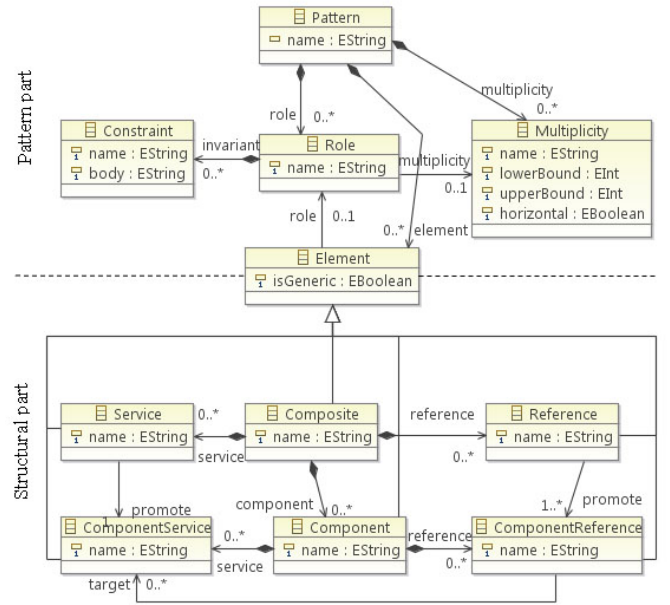 Pattern
name : EString
Pattern part
multiplicity
0..*
role
0..*
Constraint
name : EString
body : EString
invariant
0..*
Role
name : EString
multiplicity
0..1
Multiplicity
name : EString
lowerBound : EInt
upperBound : EInt
horizontal : EBoolean
role
0..1
0..*
element
Element
isGeneric : EBoolean
Structural part
Service
name : EString
0..*
service
Composite
name : EString
reference
0..*
Reference
name : EString
1
promote
component
0..*
1..*
promote
ComponentService
name : EString
0..*
service
Component
name : EString
reference
0..*
ComponentReference
name : EString
target
0..*